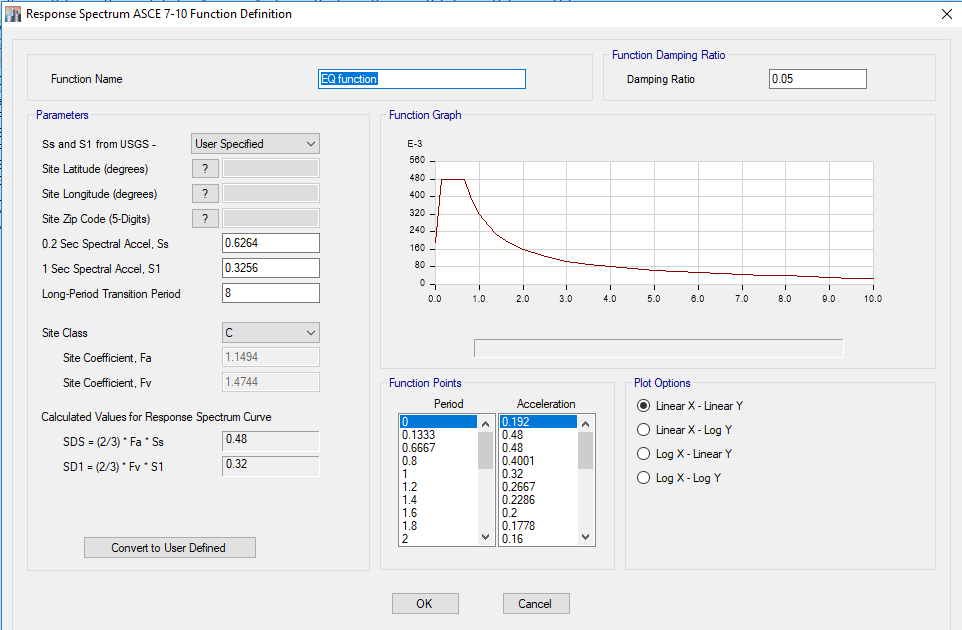 Response Spectrum ASCE 7-10 Function Definition
Function Name
EQ function
Function Damping Ratio
Damping Ratio
0.05
Parameters
Ss and S1 from USGS -
User Specified
Site Latitude (degrees)
?
Site Longitude (degrees)
?
Site Zip Code (5-Digits)
?
0.2 Sec Spectral Accel, Ss
0.6264
1 Sec Spectral Accel, S1
0.3256
Long-Period Transition Period
8
Site Class
C
Site Coefficient, Fa
1.1494
Site Coefficient, Fv
1.4744
Calculated Values for Response Spectrum Curve
SDS = (2/3) * Fa * Ss
0.48
SD1 = (2/3) * Fv * S1
0.32
Convert to User Defined
Function Graph
E-3
560
480
400
320
240
160
80
0
0.0 1.0 2.0 3.0 4.0 5.0 6.0 7.0 8.0 9.0 10.0
Function Points
Period Acceleration
0 0.192
0.1333 0.48
0.6667 0.48
0.8 0.4001
1 0.32
1.2 0.2667
1.4 0.2286
1.6 0.2
1.8 0.1778
2 0.16
Plot Options
Linear X - Linear Y
Linear X - Log Y
Log X - Linear Y
Log X - Log Y
OK
Cancel